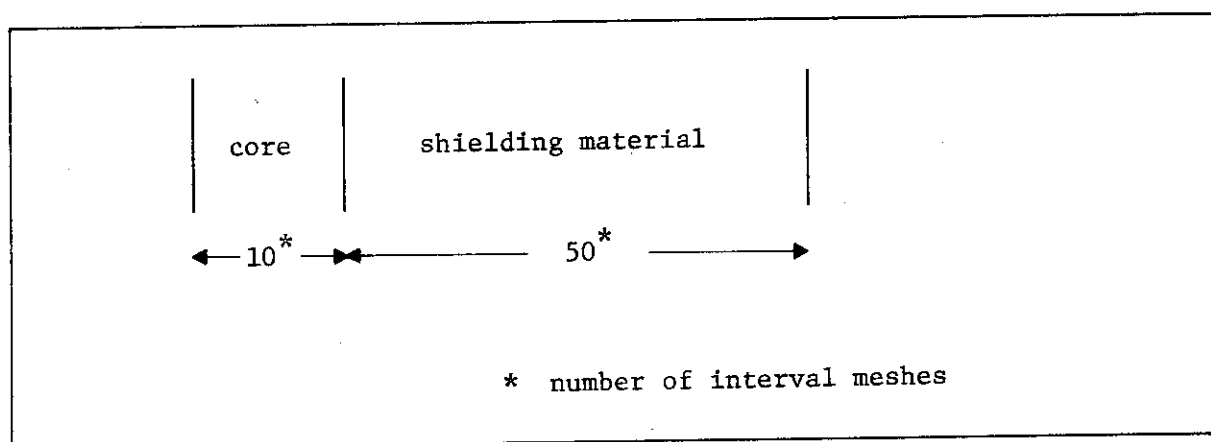 core
shielding material
10*
50*
* number of interval meshes